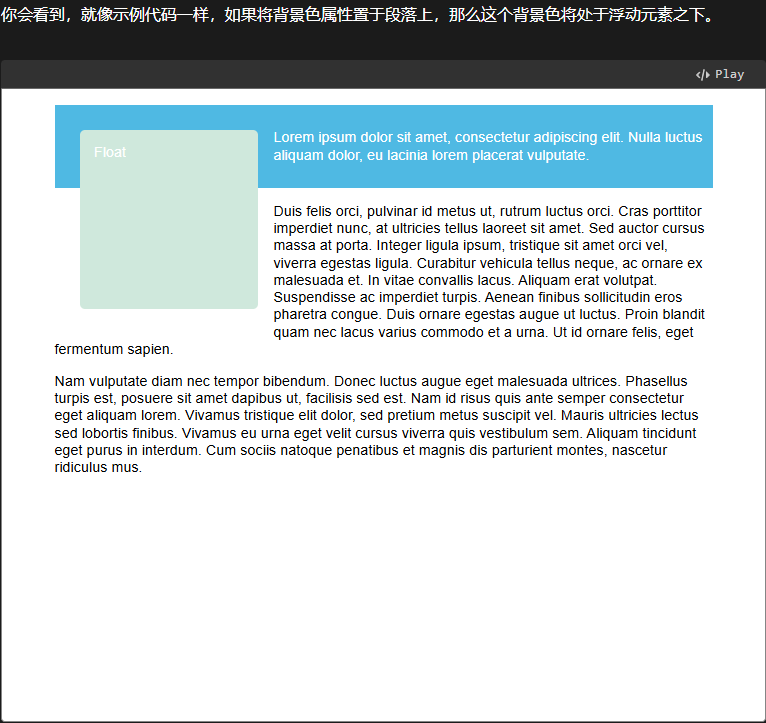 你会看到，就像示例代码一样，如果将背景色属性置于段落上，那么这个背景色将处于浮动元素之下。
Play
Float
Lorem ipsum dolor sit amet, consectetur adipiscing elit. Nulla luctus
aliquam dolor, eu lacinia lorem placerat vulputate.
Duis felis orci, pulvinar id metus ut, rutrum luctus orci. Cras porttitor
imperdiet nunc, at ultricies tellus laoreet sit amet. Sed auctor cursus
massa at porta. Integer ligula ipsum, tristique sit amet orci vel,
viverra egestas ligula. Curabitur vehicula tellus neque, ac ornare ex
malesuada et. In vitae convallis lacus. Aliquam erat volutpat.
Suspendisse ac imperdiet turpis. Aenean finibus sollicitudin eros
pharetra congue. Duis ornare egestas augue ut luctus. Proin blandit
quam nec lacus varius commodo et a urna. Ut id ornare felis, eget
fermentum sapien.
Nam vulputate diam nec tempor bibendum. Donec luctus augue eget malesuada ultrices. Phasellus
turpis est, posuere sit amet dapibus ut, facilisis sed est. Nam id risus quis ante semper consectetur
eget aliquam lorem. Vivamus tristique elit dolor, sed pretium metus suscipit vel. Mauris ultricies lectus
sed lobortis finibus. Vivamus eu urna eget velit cursus viverra quis vestibulum sem. Aliquam tincidunt
eget purus in interdum. Cum sociis natoque penatibus et magnis dis parturient montes, nascetur
ridiculus mus.